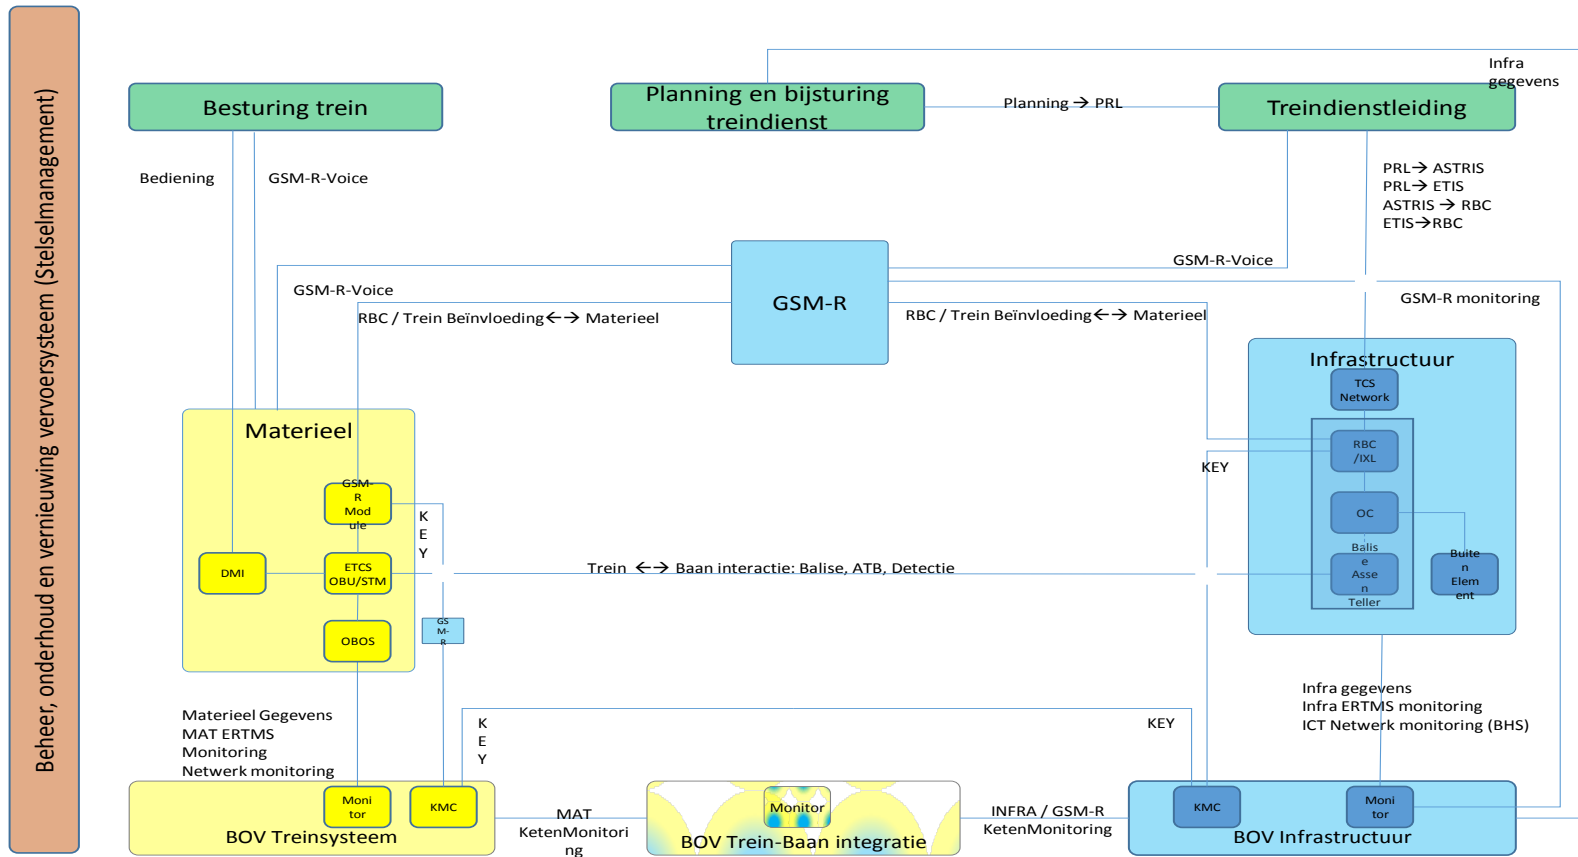 Beheer, onderhoud en vernieuwing vervoersysteem (Stelselmanagement)
Infra
gegevens
Besturing trein
Planning en bijsturing
treindienst
Planning → PRL
Treindienstleiding
Bediening
GSM-R-Voice
PRL→ ASTRIS
PRL→ ETIS
ASTRIS → RBC
ETIS→RBC
GSM-R
GSM-R-Voice
GSM-R-Voice
GSM-R monitoring
RBC / Trein Beïnvloeding←→ Materieel
RBC / Trein Beïnvloeding←→ Materieel
Infrastructuur
TCS
Network
RBC
/IXL
OC
Balis
e
Asse
n
Teller
Buite
n
Elem
ent
KEY
Materieel
GSM-
R
Mod
ule
K
E
Y
DMI
ETCS
OBU/STM
OBOS
GS
M-
R
Trein ←→ Baan interactie: Balise, ATB, Detectie
Materieel Gegevens
MAT ERTMS
Monitoring
Netwerk monitoring
K
E
Y
KEY
Infra gegevens
Infra ERTMS monitoring
ICT Netwerk monitoring (BHS)
Moni
tor
KMC
BOV Treinsysteem
MAT
KetenMonitori
ng
Monitor
BOV Trein-Baan integratie
INFRA / GSM-R
KetenMonitoring
KMC
Moni
tor
BOV Infrastructuur